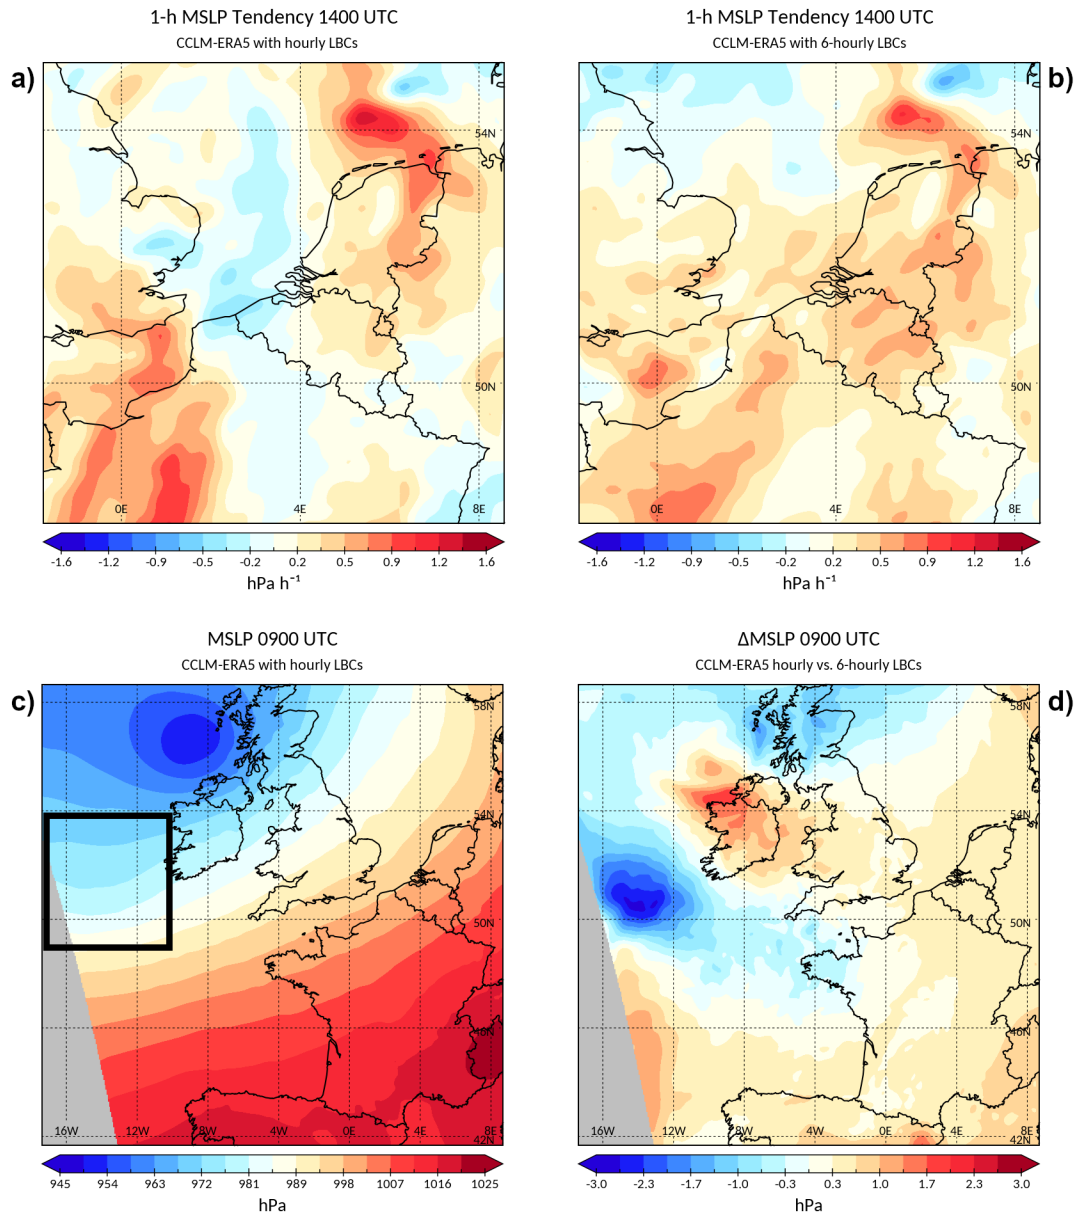 1-h MSLP Tendency 1400 UTC
CCLM-ERA5 with hourly LBCs
a)
54N
50N
0E 4E 8E
-1.6 -1.2 -0.9 -0.5 -0.2 0.2 0.5 0.9 1.2 1.6
hPa h⁻¹
1-h MSLP Tendency 1400 UTC
CCLM-ERA5 with 6-hourly LBCs
b)
54N
50N
0E 4E 8E
-1.6 -1.2 -0.9 -0.5 -0.2 0.2 0.5 0.9 1.2 1.6
hPa h⁻¹
MSLP 0900 UTC
CCLM-ERA5 with hourly LBCs
c)
58N
54N
50N
46N
16W 12W 8W 4W 0E 4E 8E
42N
945 954 963 972 981 989 998 1007 1016 1025
hPa
ΔMSLP 0900 UTC
CCLM-ERA5 hourly vs. 6-hourly LBCs
d)
58N
54N
50N
46N
16W 12W 8W 4W 0E 4E 8E
42N
-3.0 -2.3 -1.7 -1.0 -0.3 0.3 1.0 1.7 2.3 3.0
hPa